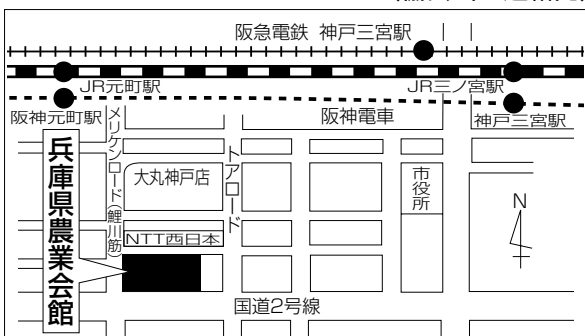 阪急電鉄 神戸三宮駅
JR元町駅
JR三ノ宮駅
阪神元町駅
阪神電車
神戸三宮駅
メリケンロード(鯉川筋)
大丸神戸店
トアロード
市役所
N
NTT西日本
兵庫県農業会館
国道2号線